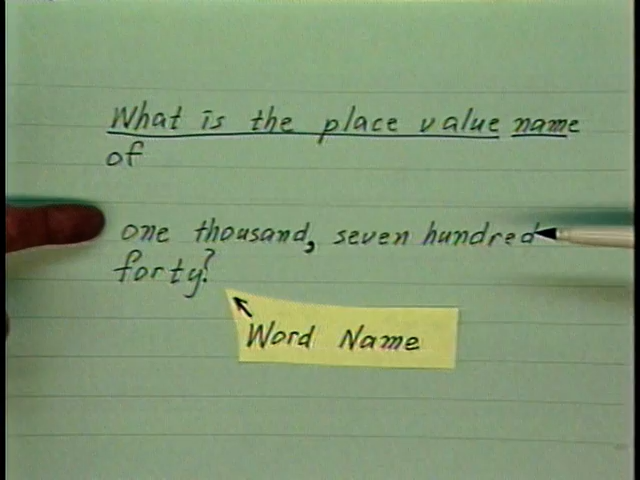 What is the place value name
of
one thousand, seven hundred
forty?
Word Name